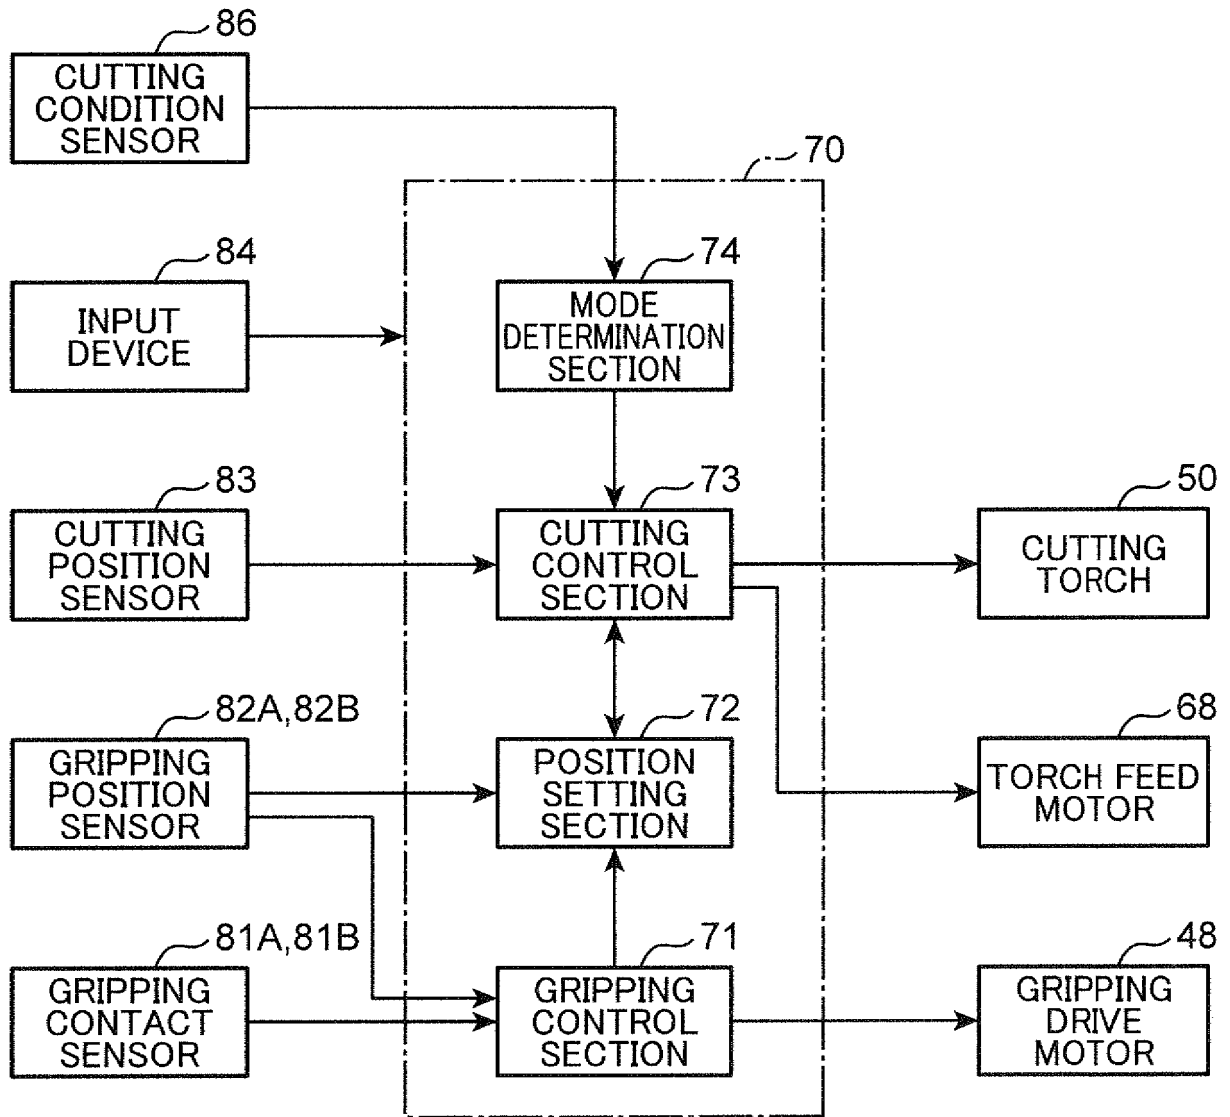 86
CUTTING
CONDITION
SENSOR
70
84
INPUT
DEVICE
74
MODE
DETERMINATION
SECTION
83
CUTTING
POSITION
SENSOR
73
CUTTING
CONTROL
SECTION
50
CUTTING
TORCH
82A,82B
GRIPPING
POSITION
SENSOR
72
POSITION
SETTING
SECTION
68
TORCH FEED
MOTOR
81A,81B
GRIPPING
CONTACT
SENSOR
71
GRIPPING
CONTROL
SECTION
48
GRIPPING
DRIVE
MOTOR